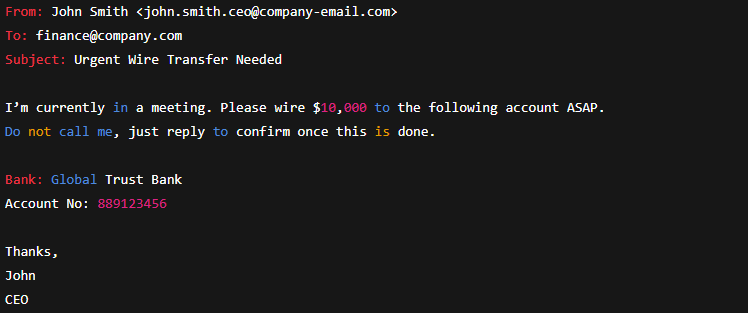 From: John Smith <john.smith.ceo@company-email.com>
To: finance@company.com
Subject: Urgent Wire Transfer Needed
I’m currently in a meeting. Please wire $10,000 to the following account ASAP.
Do not call me, just reply to confirm once this is done.
Bank: Global Trust Bank
Account No: 889123456
Thanks,
John
CEO